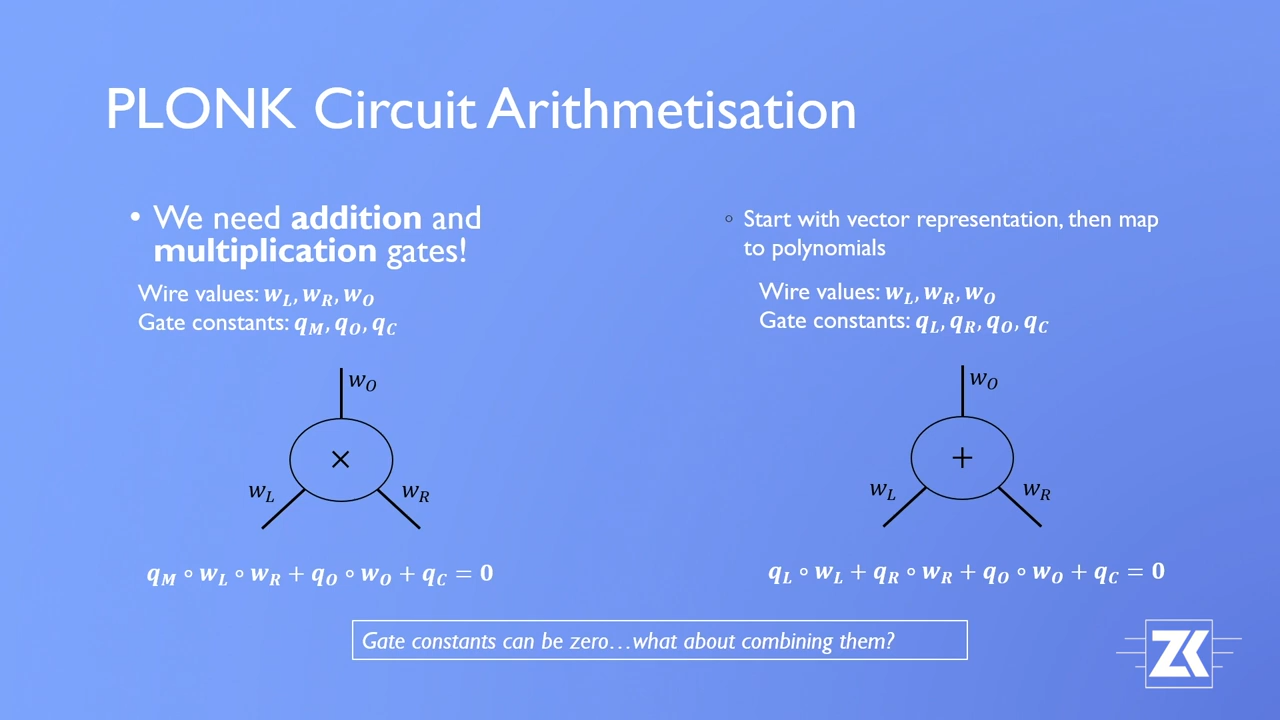 PLONK Circuit Arithmetisation
• We need addition and
multiplication gates!
Wire values: w_L, w_R, w_O
Gate constants: q_M, q_O, q_C
w_O
×
w_L
w_R
q_M ∘ w_L ∘ w_R + q_O ∘ w_O + q_C = 0
◦ Start with vector representation, then map
to polynomials
Wire values: w_L, w_R, w_O
Gate constants: q_L, q_R, q_O, q_C
w_O
+
w_L
w_R
q_L ∘ w_L + q_R ∘ w_R + q_O ∘ w_O + q_C = 0
Gate constants can be zero…what about combining them?
ZK